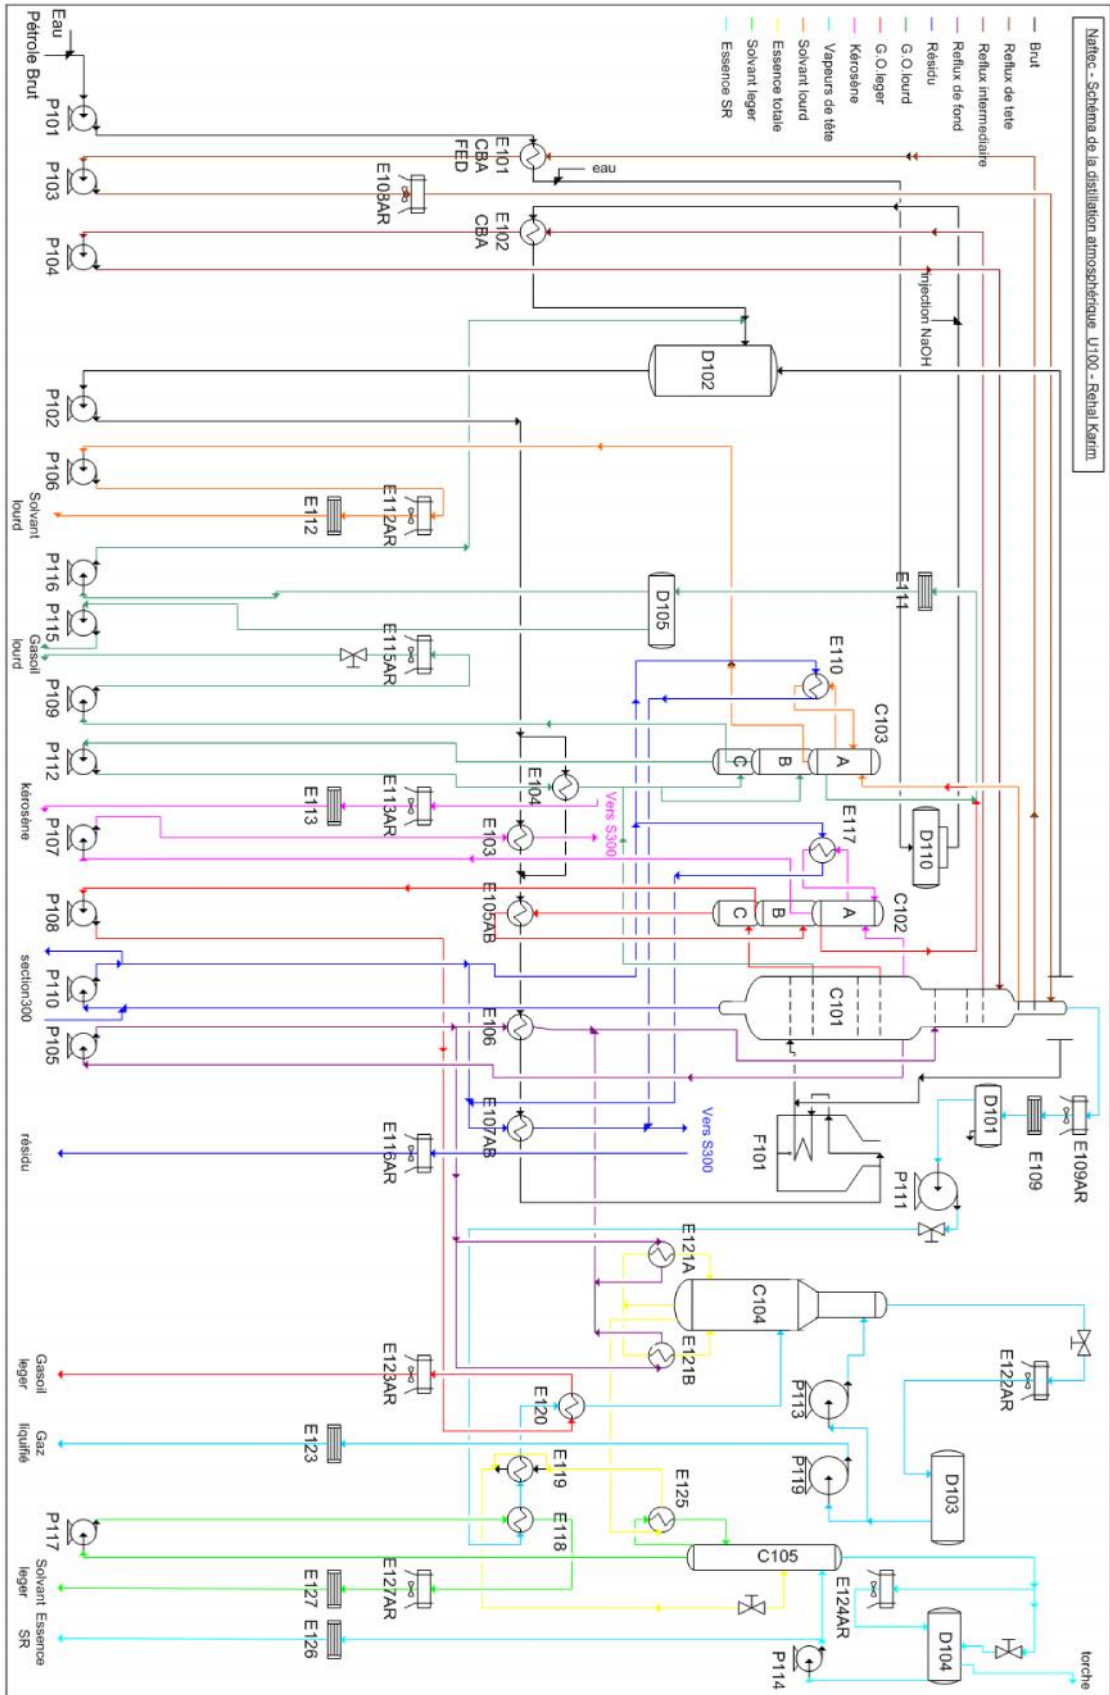 Naftec - Schéma de la distillation atmosphérique U100 - Rehal Karim
Brut
Reflux de tete
Reflux intermediaire
Reflux de fond
Résidu
G.O.lourd
G.O.leger
Kérosène
Vapeurs de tête
Solvant lourd
Essence totale
Solvant leger
Essence SR
Eau
Pétrole Brut
P101
E101
CBA
FED
eau
P103
E108AR
E102
CBA
P104
injection NaOH
D102
P102
P106
E112AR
E112
Solvant
lourd
P116
P115
D105
E111
E115AR
Gasoil
lourd
P109
E110
C103
A
B
C
P112
E104
E113AR
E113
Vers S300
kérosène
P107
E103
E117
D110
C102
A
B
C
P108
E105AB
C101
P110
section300
P105
E106
E107AB
Vers S300
E116AR
résidu
F101
D101
E109
E109AR
P111
E121A
C104
E121B
E122AR
P113
P119
D103
E120
E123AR
Gasoil
leger
E123
Gaz
liquifié
E119
E118
E125
C105
P117
E127AR
E127
Solvant
leger
E126
Essence
SR
E124AR
D104
P114
torche